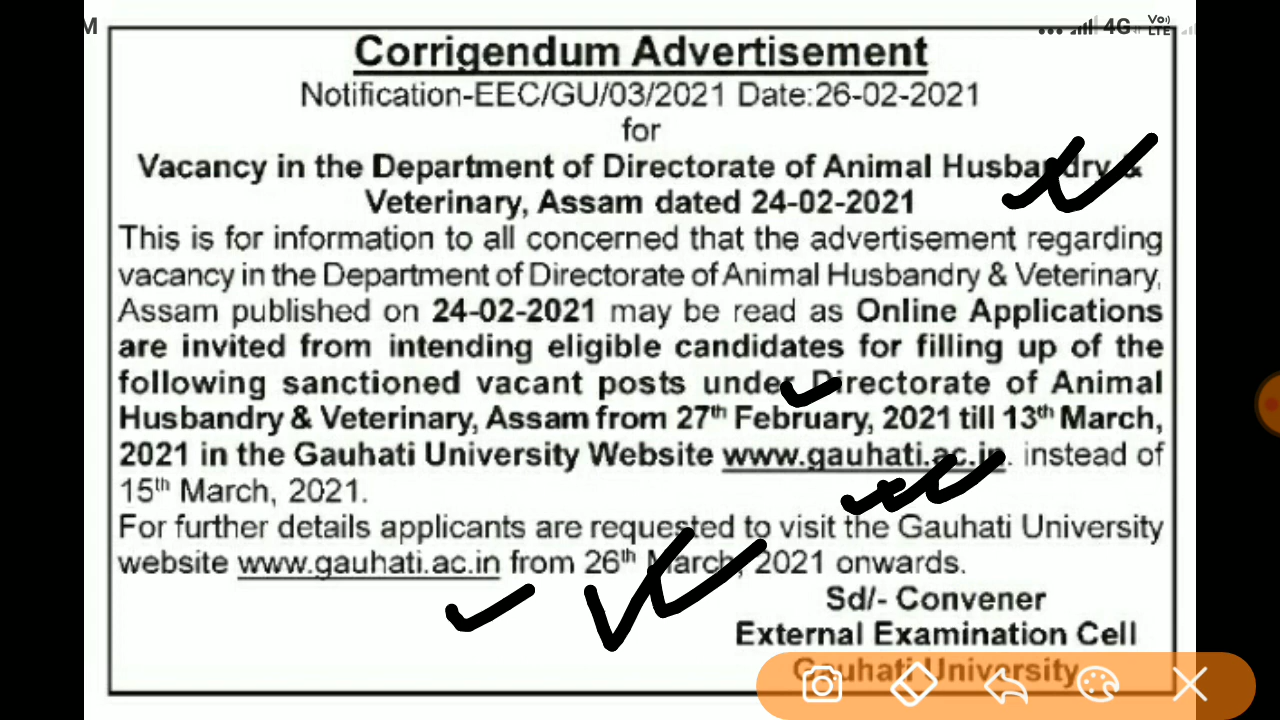 M
4G Vo) LTE
Corrigendum Advertisement
Notification-EEC/GU/03/2021 Date:26-02-2021
for
Vacancy in the Department of Directorate of Animal Husbandry &
Veterinary, Assam dated 24-02-2021
This is for information to all concerned that the advertisement regarding
vacancy in the Department of Directorate of Animal Husbandry & Veterinary,
Assam published on 24-02-2021 may be read as Online Applications
are invited from intending eligible candidates for filling up of the
following sanctioned vacant posts under Directorate of Animal
Husbandry & Veterinary, Assam from 27th February, 2021 till 13th March,
2021 in the Gauhati University Website www.gauhati.ac.in. instead of
15th March, 2021.
For further details applicants are requested to visit the Gauhati University
website www.gauhati.ac.in from 26th March, 2021 onwards.
Sd/- Convener
External Examination Cell
Gauhati University